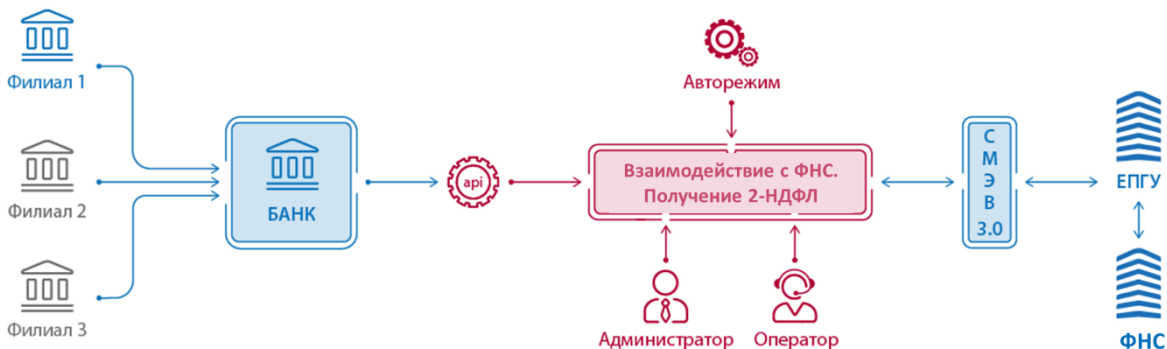 Филиал 1
Филиал 2
Филиал 3
БАНК
api
Авторежим
Взаимодействие с ФНС.
Получение 2-НДФЛ
Администратор
Оператор
С
М
Э
В
3.0
ЕПГУ
ФНС